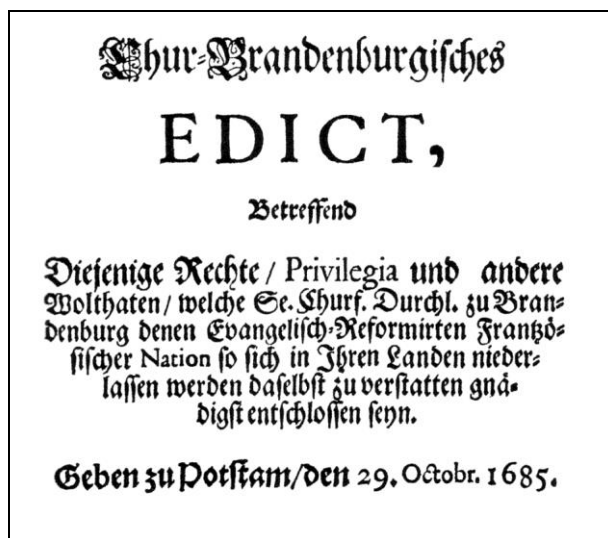 Chur-Brandenburgisches
EDICT,
Betreffend
Diejenige Rechte / Privilegia und andere
Wolthaten / welche Se. Churf. Durchl. zu Bran-
denburg denen Evangelisch-Reformirten Frantzö-
sischer Nation so sich in Ihren Landen nieder-
lassen werden daselbst zu verstatten gnä-
digst entschlossen seyn.
Geben zu Potstam/den 29. Octobr. 1685.